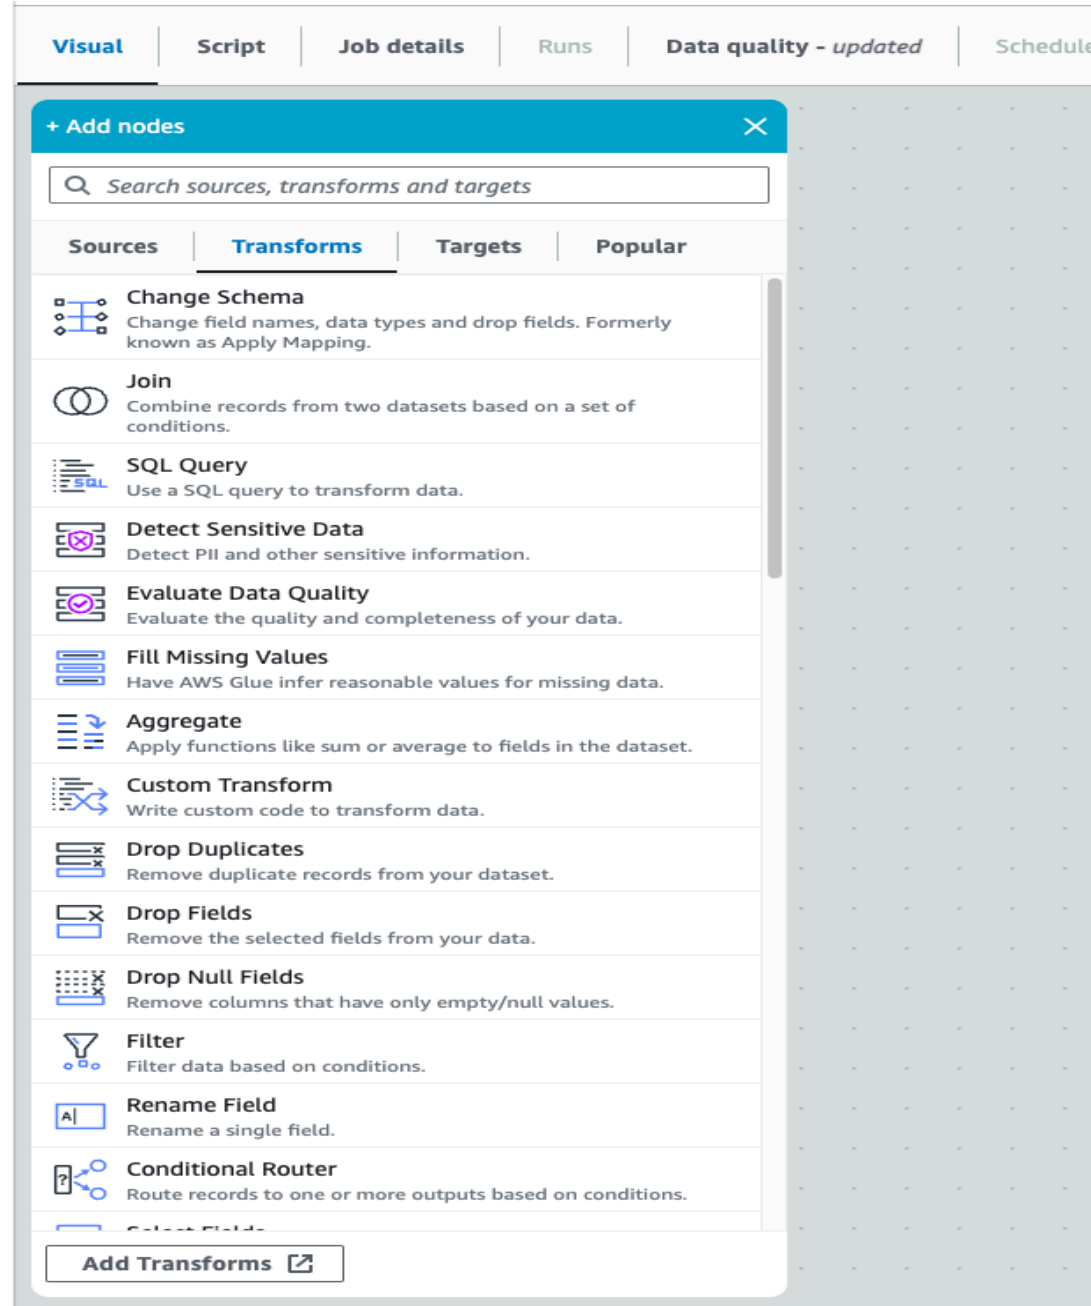 Visual Script Job details Runs Data quality - updated Schedule
+ Add nodes
Search sources, transforms and targets
Sources Transforms Targets Popular
Change Schema
Change field names, data types and drop fields. Formerly
known as Apply Mapping.
Join
Combine records from two datasets based on a set of
conditions.
SQL Query
SQL
Use a SQL query to transform data.
Detect Sensitive Data
Detect PII and other sensitive information.
Evaluate Data Quality
Evaluate the quality and completeness of your data.
Fill Missing Values
Have AWS Glue infer reasonable values for missing data.
Aggregate
Apply functions like sum or average to fields in the dataset.
Custom Transform
Write custom code to transform data.
Drop Duplicates
Remove duplicate records from your dataset.
Drop Fields
Remove the selected fields from your data.
Drop Null Fields
Remove columns that have only empty/null values.
Filter
Filter data based on conditions.
Rename Field
A|
Rename a single field.
Conditional Router
?
Route records to one or more outputs based on conditions.
Select Fields
Add Transforms